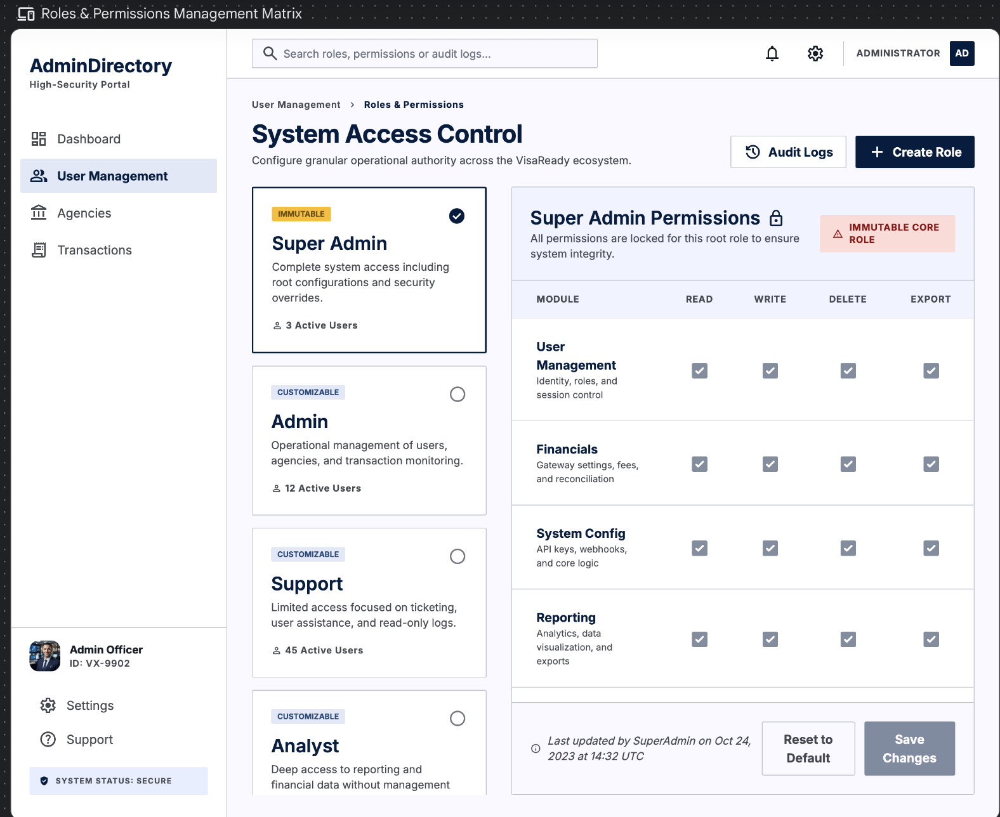 Roles & Permissions Management Matrix
AdminDirectory
High-Security Portal
Dashboard
User Management
Agencies
Transactions
Admin Officer
ID: VX-9902
Settings
Support
SYSTEM STATUS: SECURE
Search roles, permissions or audit logs...
ADMINISTRATOR
AD
User Management > Roles & Permissions
System Access Control
Configure granular operational authority across the VisaReady ecosystem.
Audit Logs
+ Create Role
IMMUTABLE
Super Admin
Complete system access including
root configurations and security
overrides.
3 Active Users
CUSTOMIZABLE
Admin
Operational management of users,
agencies, and transaction monitoring.
12 Active Users
CUSTOMIZABLE
Support
Limited access focused on ticketing,
user assistance, and read-only logs.
45 Active Users
CUSTOMIZABLE
Analyst
Deep access to reporting and
financial data without management
Super Admin Permissions
All permissions are locked for this root role to ensure
system integrity.
IMMUTABLE CORE
ROLE
MODULE READ WRITE DELETE EXPORT
User
Management
Identity, roles, and
session control
Financials
Gateway settings, fees,
and reconciliation
System Config
API keys, webhooks,
and core logic
Reporting
Analytics, data
visualization, and
exports
Last updated by SuperAdmin on Oct 24,
2023 at 14:32 UTC
Reset to
Default
Save
Changes